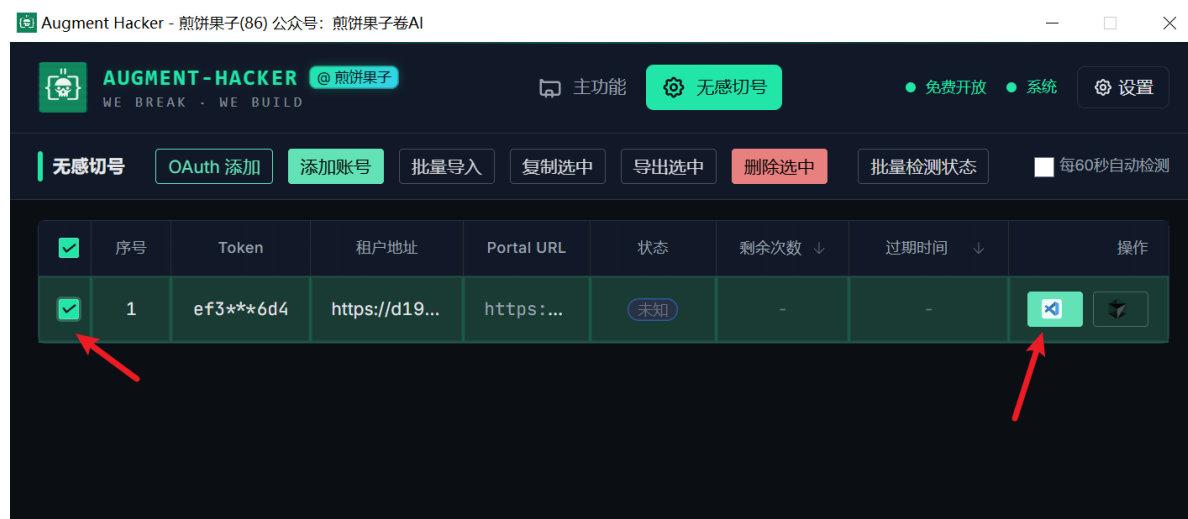 Augment Hacker - 煎饼果子(86) 公众号：煎饼果子卷AI
AUGMENT-HACKER @ 煎饼果子
WE BREAK · WE BUILD
主功能 无感切号
免费开放 系统 设置
无感切号 OAuth 添加 添加账号 批量导入 复制选中 导出选中 删除选中 批量检测状态 每60秒自动检测
序号 Token 租户地址 Portal URL 状态 剩余次数 ↓ 过期时间 ↓ 操作
1 ef3***6d4 https://d19... https:... 未知 - -